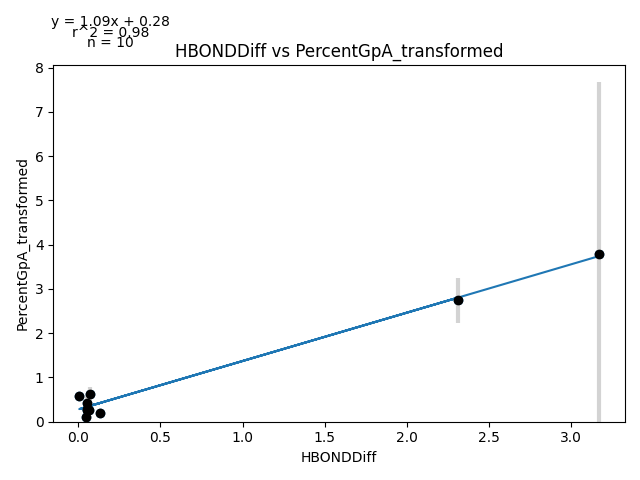 y = 1.09x + 0.28
r^2 = 0.98
n = 10
HBONDDiff vs PercentGpA_transformed
8
7
6
5
4
3
2
1
0
PercentGpA_transformed
0.0 0.5 1.0 1.5 2.0 2.5 3.0
HBONDDiff